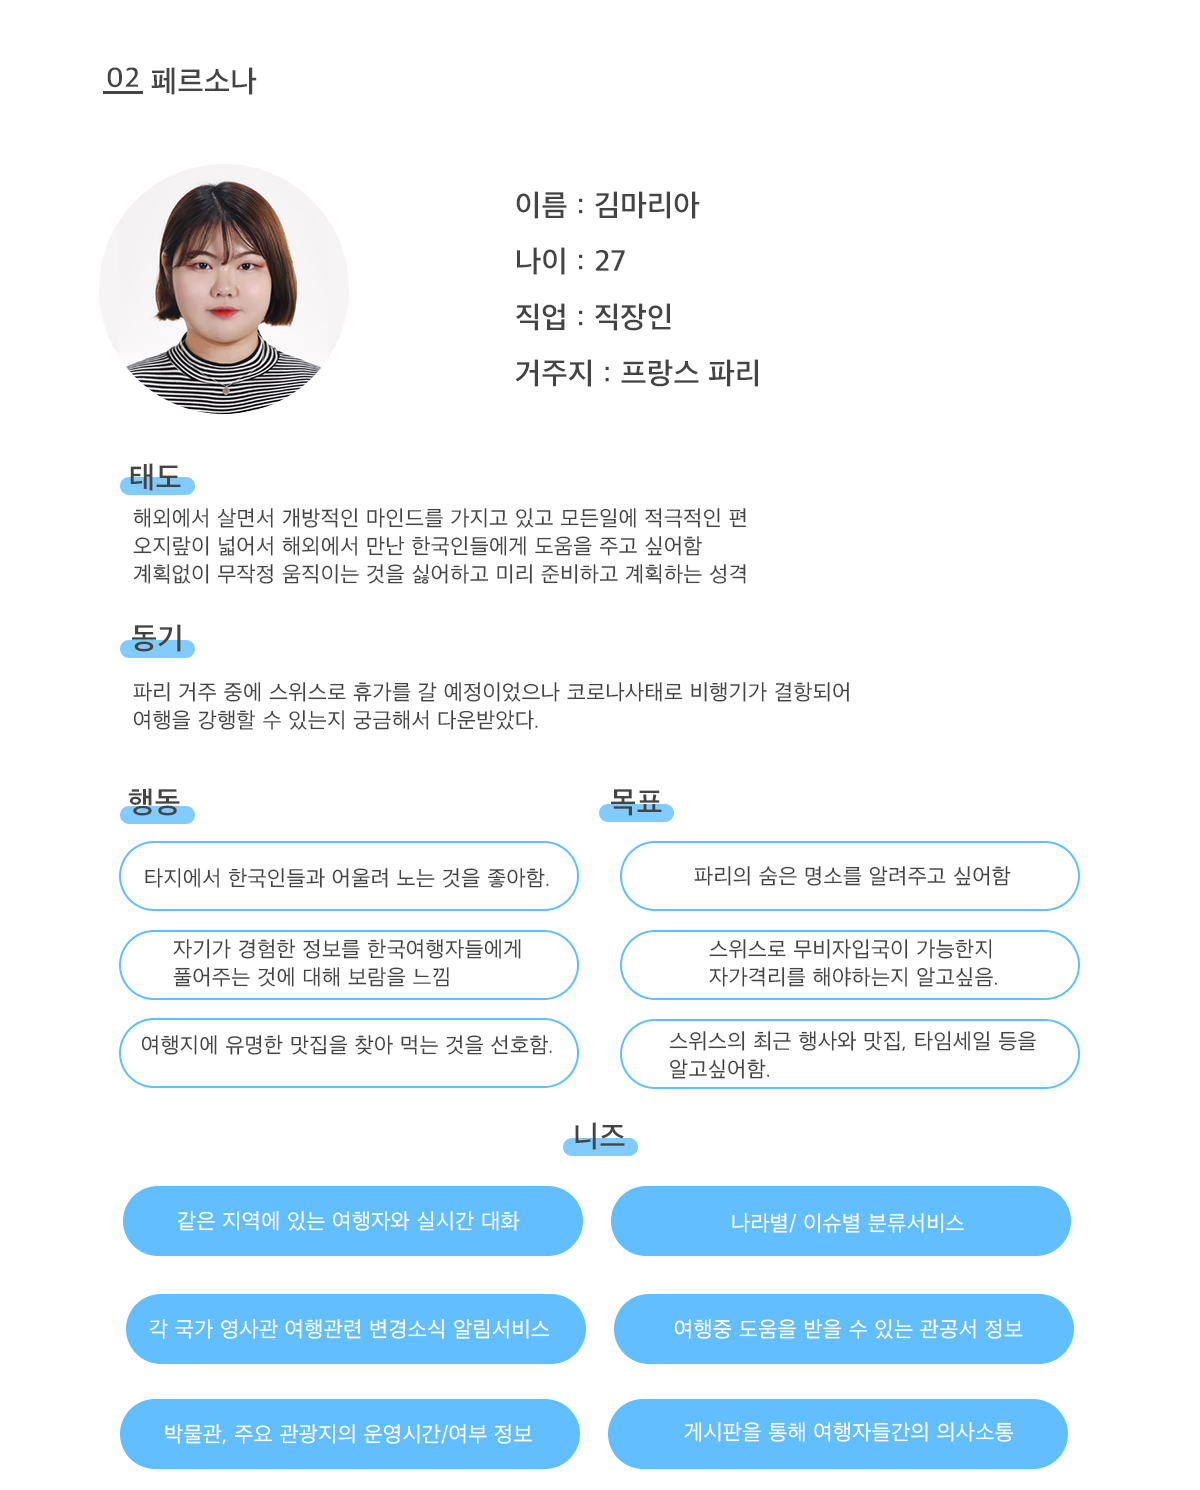 02 페르소나
이름 : 김마리아
나이 : 27
직업 : 직장인
거주지 : 프랑스 파리
태도
해외에서 살면서 개방적인 마인드를 가지고 있고 모든일에 적극적인 편
오지랖이 넓어서 해외에서 만난 한국인들에게 도움을 주고 싶어함
계획없이 무작정 움직이는 것을 싫어하고 미리 준비하고 계획하는 성격
동기
파리 거주 중에 스위스로 휴가를 갈 예정이었으나 코로나사태로 비행기가 결항되어
여행을 강행할 수 있는지 궁금해서 다운받았다.
행동
타지에서 한국인들과 어울려 노는 것을 좋아함.
자기가 경험한 정보를 한국여행자들에게
풀어주는 것에 대해 보람을 느낌
여행지에 유명한 맛집을 찾아 먹는 것을 선호함.
목표
파리의 숨은 명소를 알려주고 싶어함
스위스로 무비자입국이 가능한지
자가격리를 해야하는지 알고싶음.
스위스의 최근 행사와 맛집, 타임세일 등을
알고싶어함.
니즈
같은 지역에 있는 여행자와 실시간 대화
나라별/ 이슈별 분류서비스
각 국가 영사관 여행관련 변경소식 알림서비스
여행중 도움을 받을 수 있는 관공서 정보
박물관, 주요 관광지의 운영시간/여부 정보
게시판을 통해 여행자들간의 의사소통